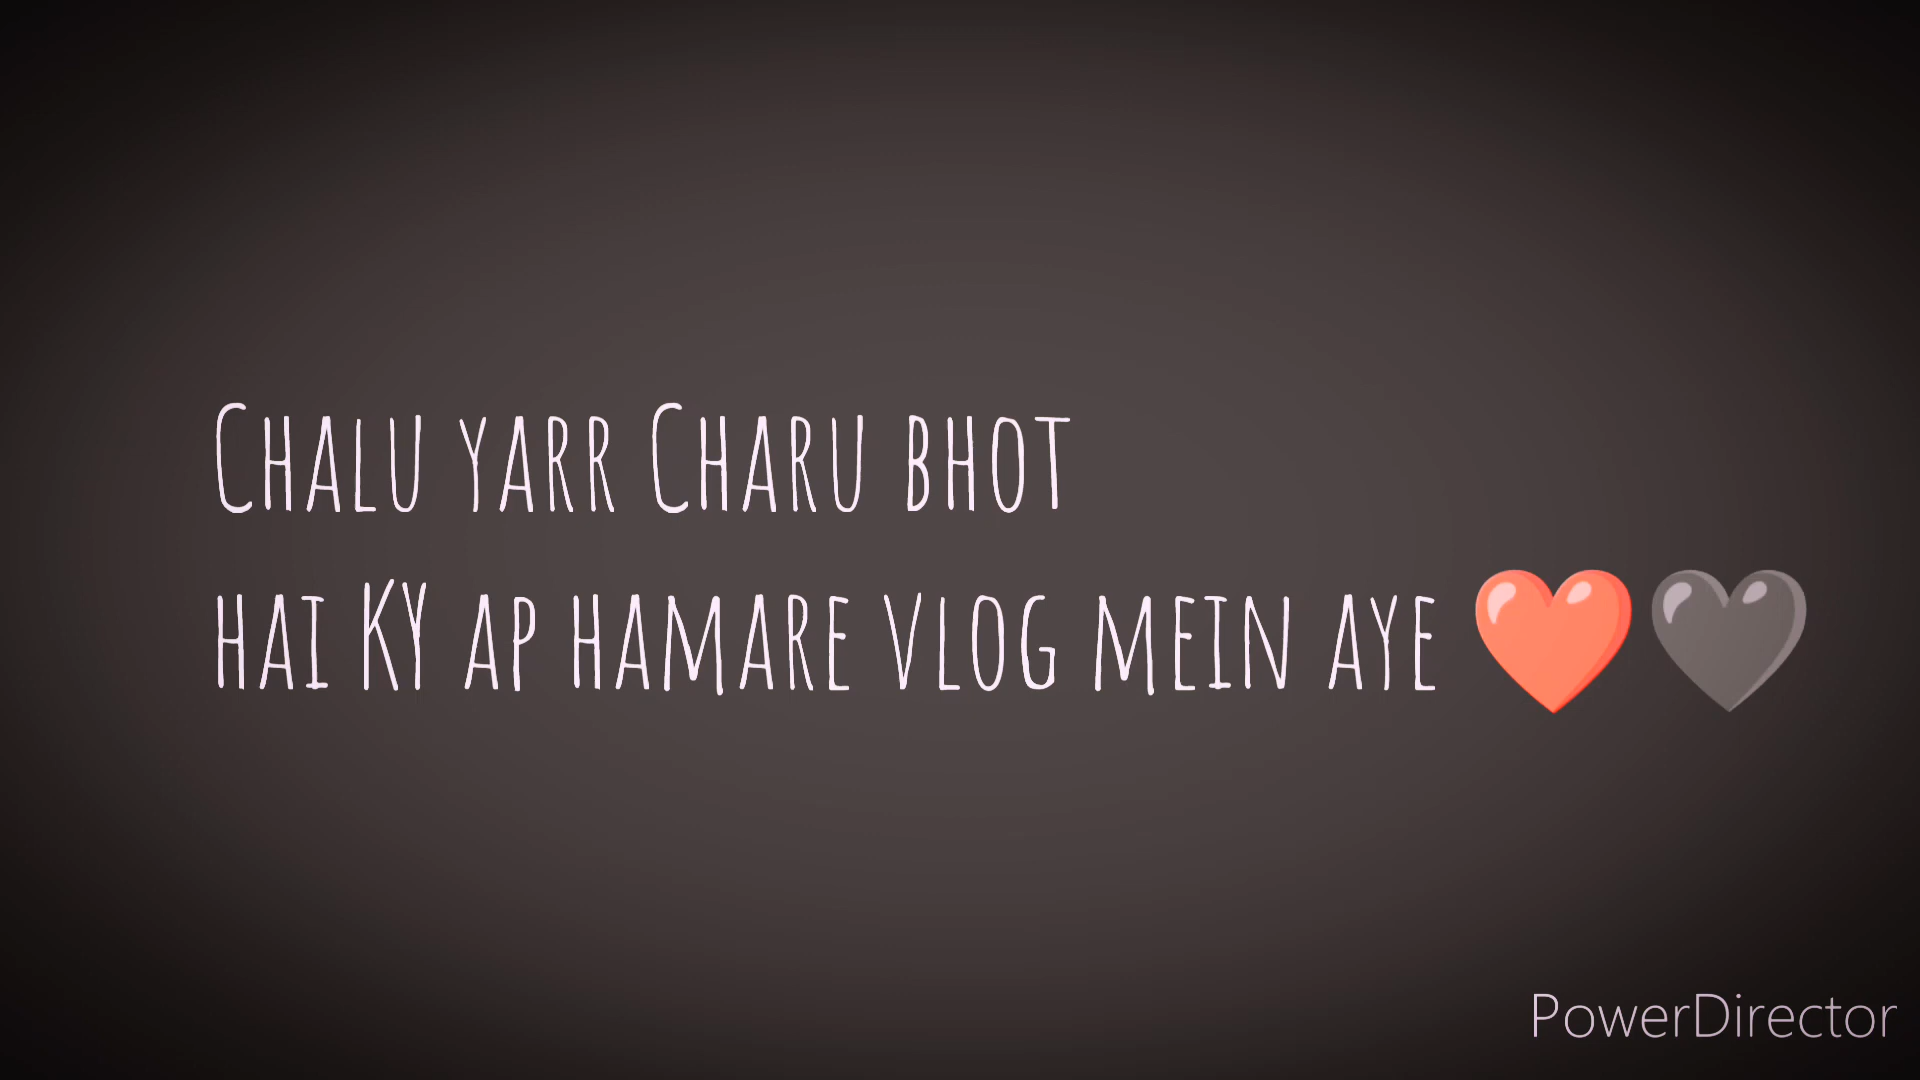 Chalu yarr Charu bhot
hai KY ap hamare vlog mein aye ❤️🖤
PowerDirector